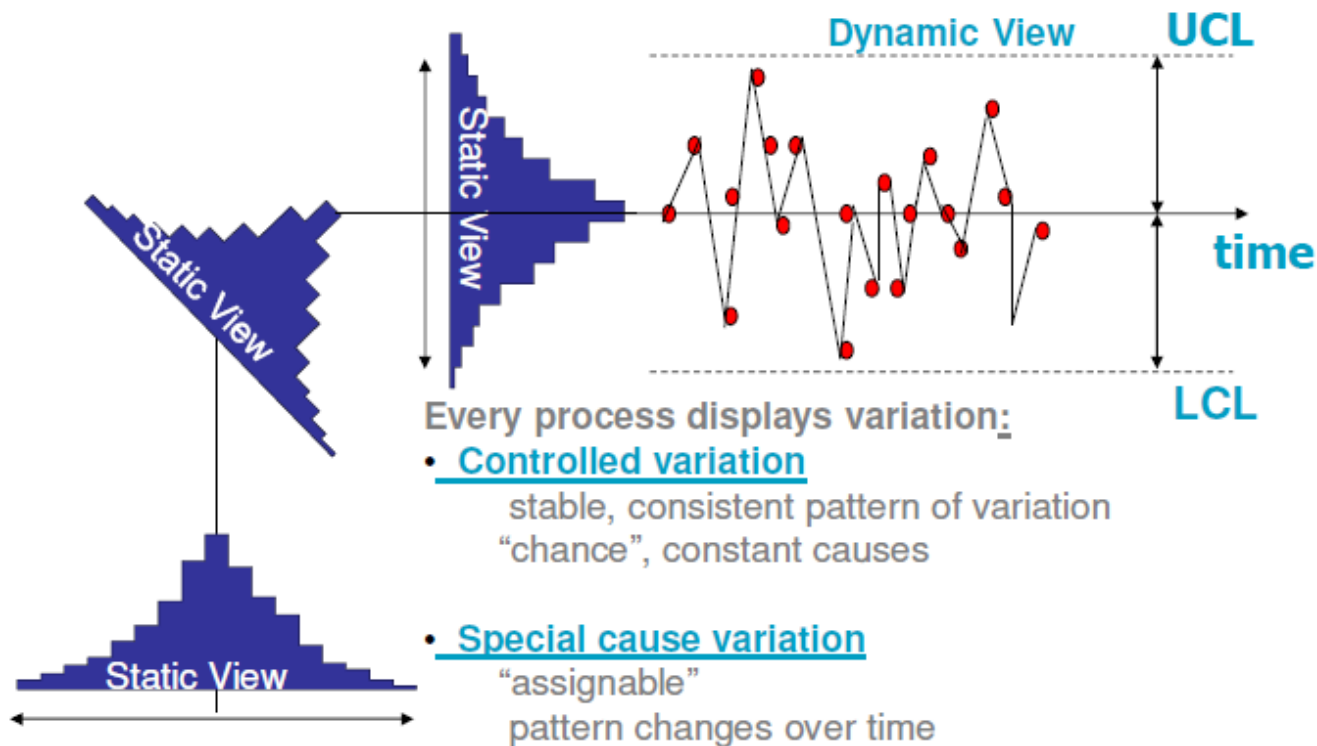 Dynamic View
UCL
Static View
Static View
time
LCL
Every process displays variation:
• Controlled variation
stable, consistent pattern of variation
“chance”, constant causes
• Special cause variation
Static View
“assignable”
pattern changes over time